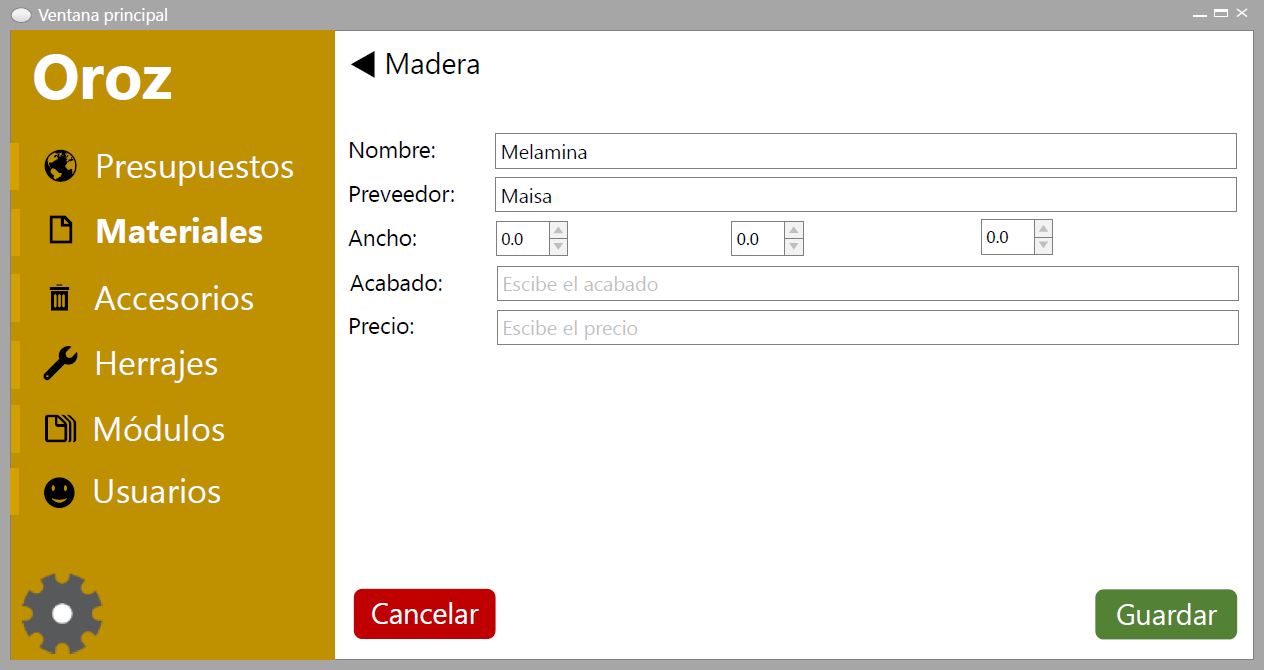 Ventana principal
Oroz
Presupuestos
Materiales
Accesorios
Herrajes
Módulos
Usuarios
Madera
Nombre: Melamina
Preveedor: Maisa
Ancho: 0.0 0.0 0.0
Acabado: Escibe el acabado
Precio: Escibe el precio
Cancelar Guardar